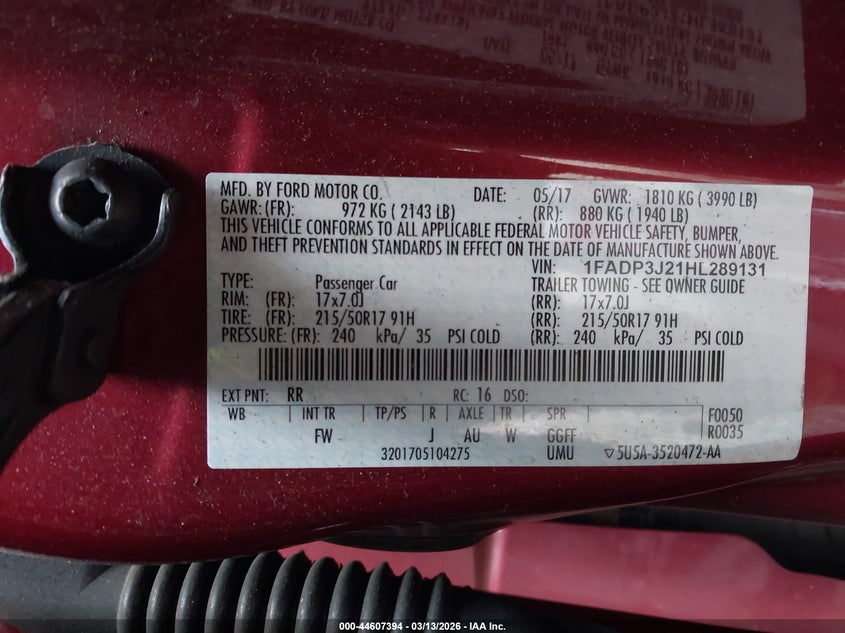 MFD. BY FORD MOTOR CO. DATE: 05/17 GVWR: 1810 KG ( 3990 LB)
GAWR: (FR): 972 KG ( 2143 LB) (RR): 880 KG ( 1940 LB)
THIS VEHICLE CONFORMS TO ALL APPLICABLE FEDERAL MOTOR VEHICLE SAFETY, BUMPER,
AND THEFT PREVENTION STANDARDS IN EFFECT ON THE DATE OF MANUFACTURE SHOWN ABOVE.
VIN: 1FADP3J21HL289131
TYPE: Passenger Car TRAILER TOWING - SEE OWNER GUIDE
RIM: (FR): 17x7.0J (RR): 17x7.0J
TIRE: (FR): 215/50R17 91H (RR): 215/50R17 91H
PRESSURE: (FR): 240 kPa/ 35 PSI COLD (RR): 240 kPa/ 35 PSI COLD
EXT PNT: RR RC: 16 DSO:
WB INT TR TP/PS R AXLE TR SPR F0050
FW J AU W GGFF R0035
3201705104275 UMU ▽5U5A-3520472-AA
000-44607394 | 03/13/2026 | IAA Inc.